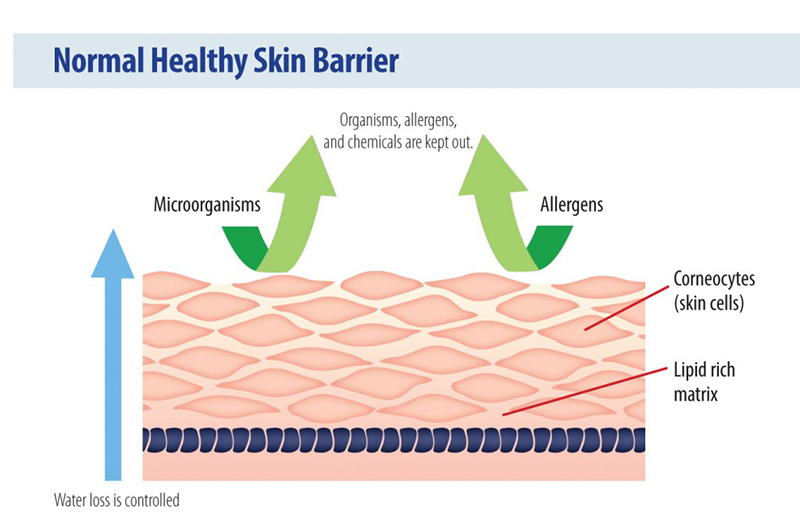 Normal Healthy Skin Barrier
Organisms, allergens,
and chemicals are kept out.
Microorganisms
Allergens
Corneocytes
(skin cells)
Lipid rich
matrix
Water loss is controlled